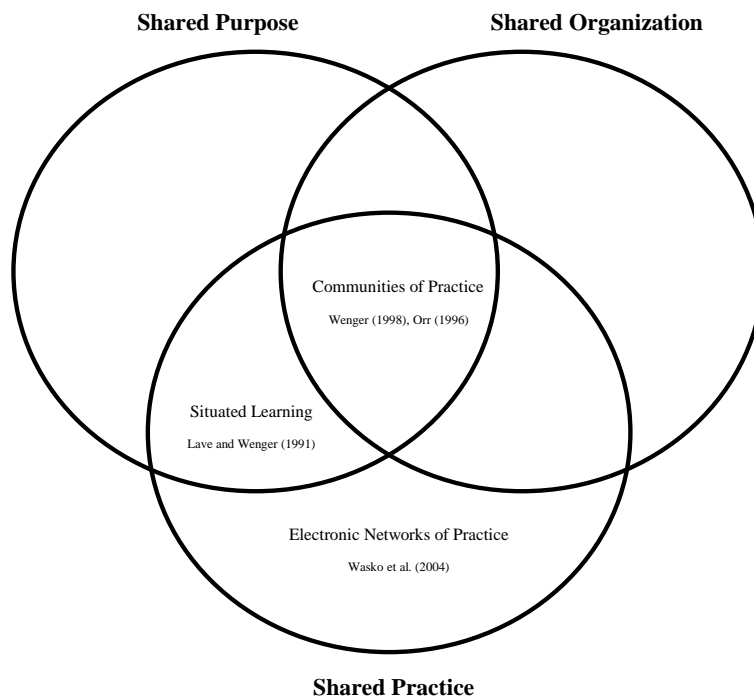 Shared Purpose
Shared Organization
Communities of Practice
Wenger (1998), Orr (1996)
Situated Learning
Lave and Wenger (1991)
Electronic Networks of Practice
Wasko et al. (2004)
Shared Practice